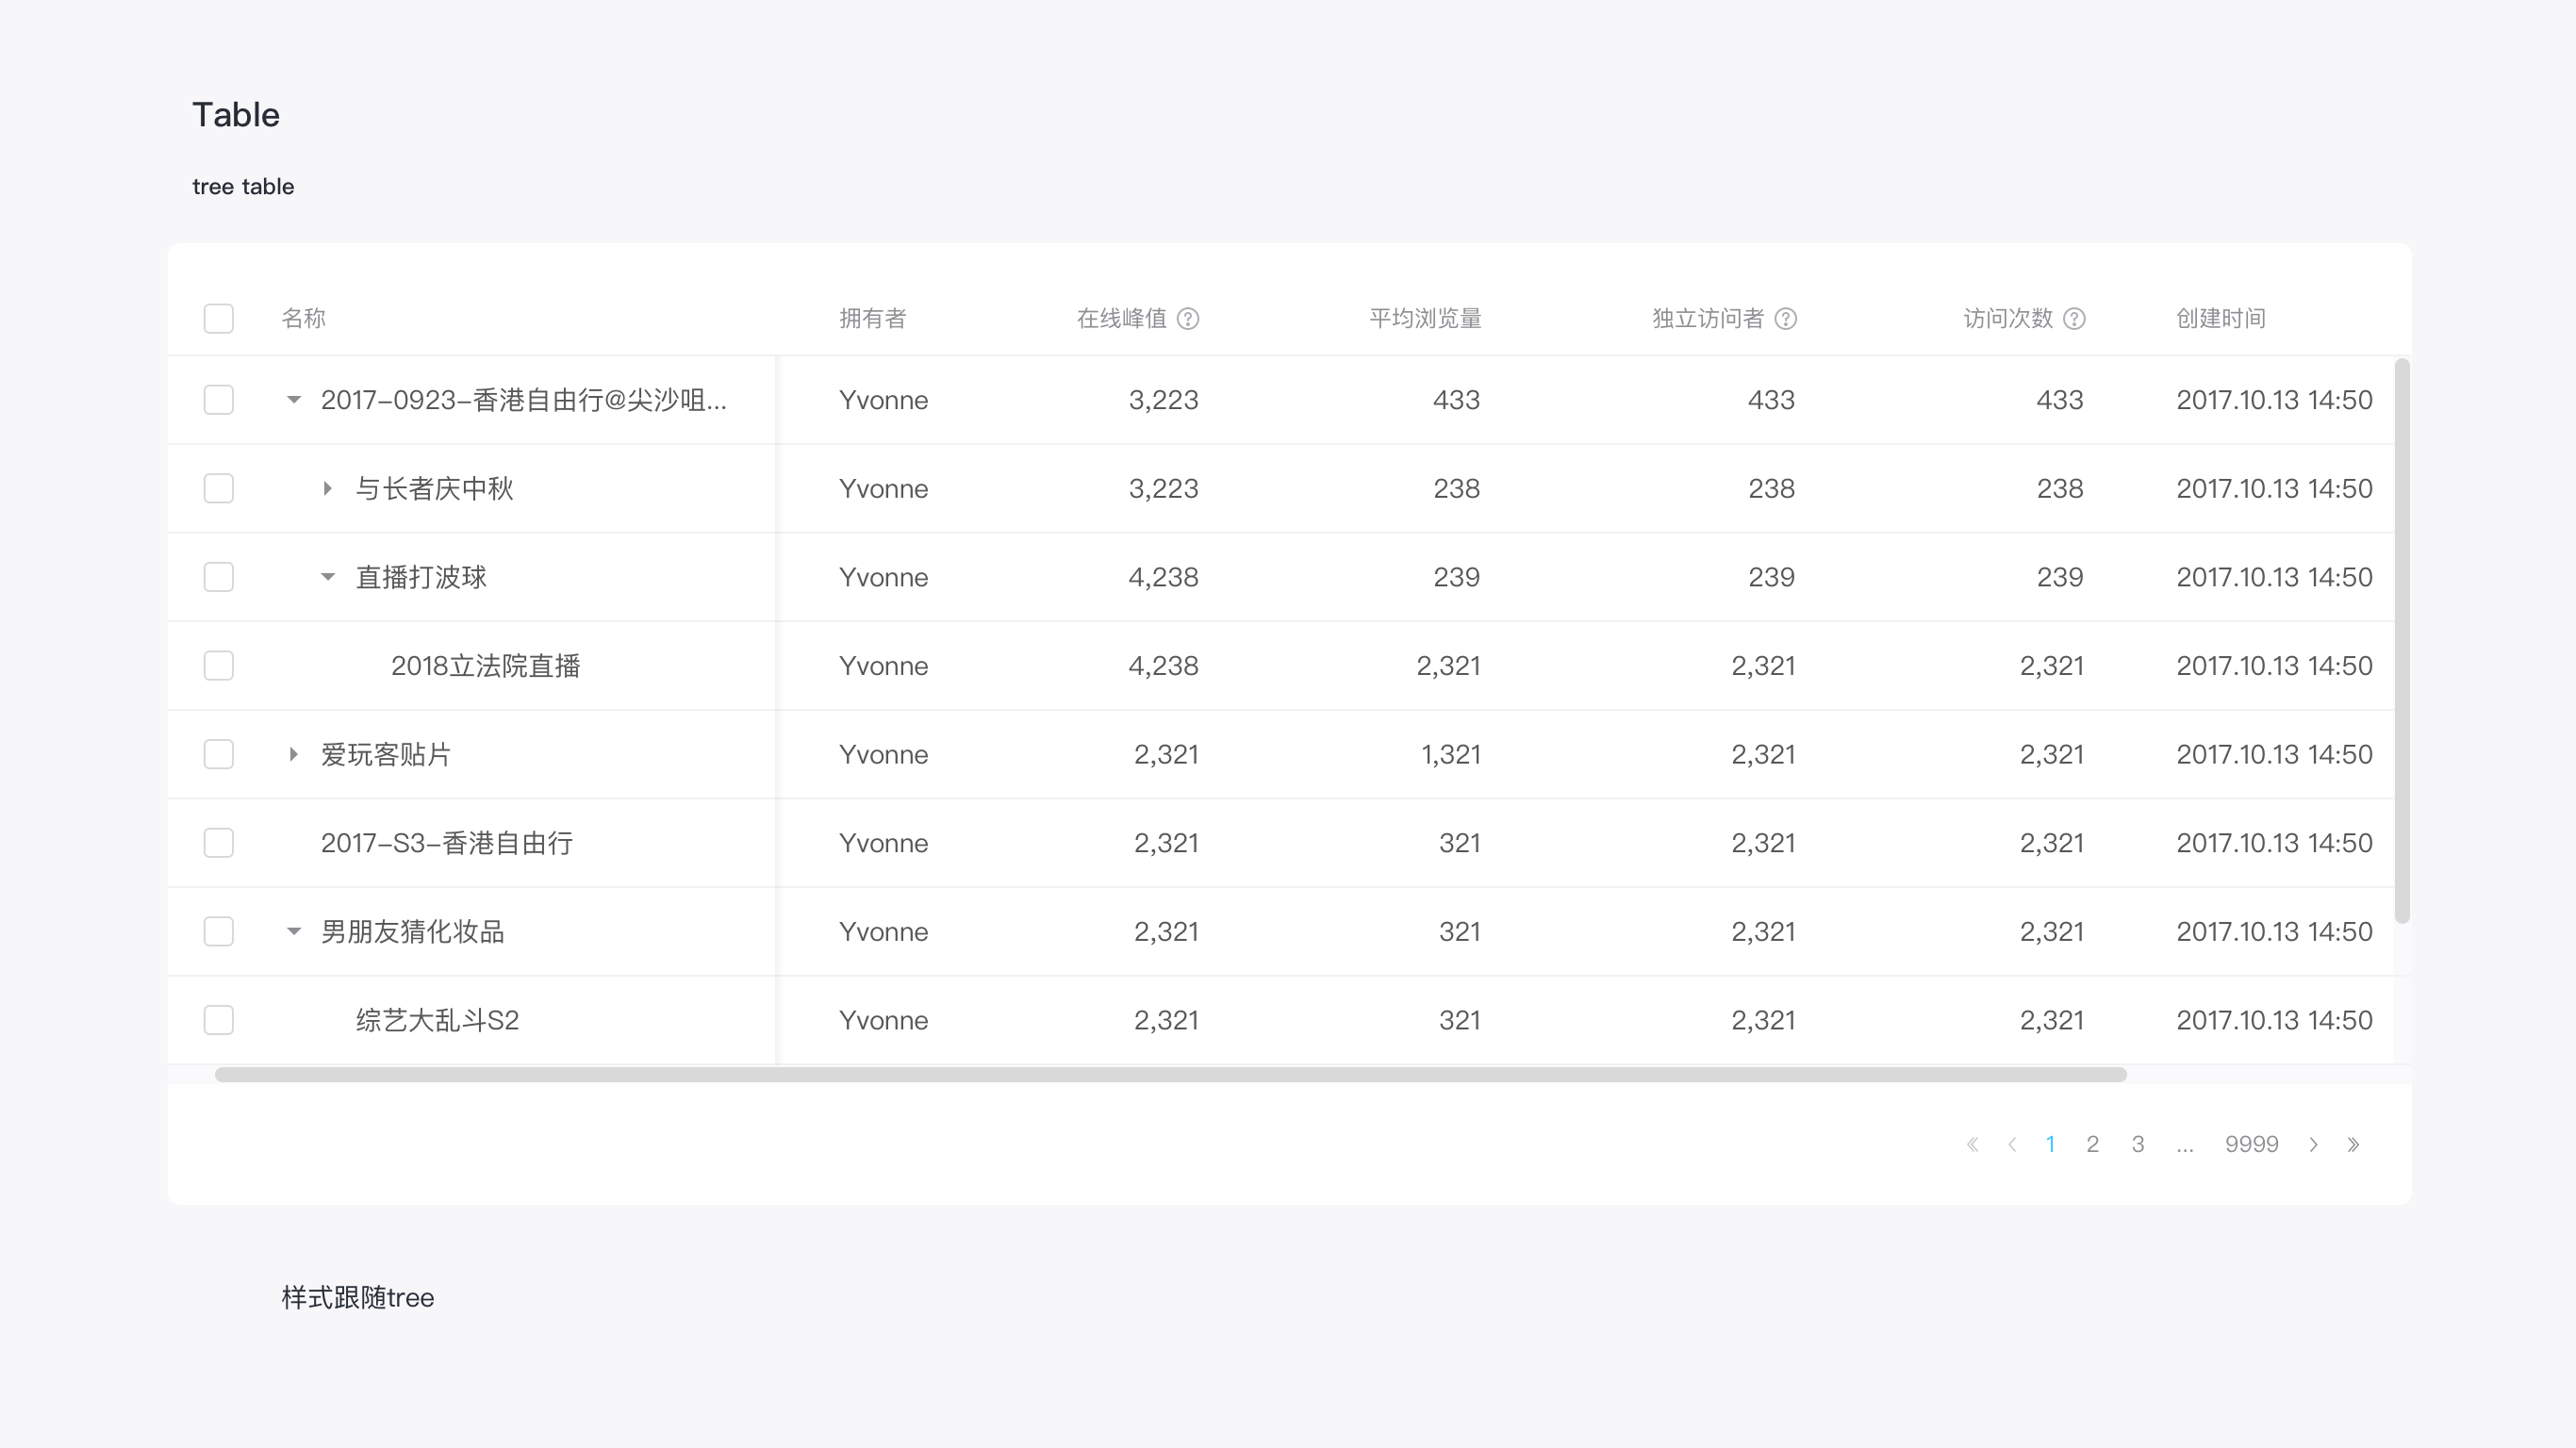 Table
tree table
名称 拥有者 在线峰值 ? 平均浏览量 独立访问者 ? 访问次数 ? 创建时间
2017-0923-香港自由行@尖沙咀... Yvonne 3,223 433 433 433 2017.10.13 14:50
与长者庆中秋 Yvonne 3,223 238 238 238 2017.10.13 14:50
直播打波球 Yvonne 4,238 239 239 239 2017.10.13 14:50
2018立法院直播 Yvonne 4,238 2,321 2,321 2,321 2017.10.13 14:50
爱玩客贴片 Yvonne 2,321 1,321 2,321 2,321 2017.10.13 14:50
2017-S3-香港自由行 Yvonne 2,321 321 2,321 2,321 2017.10.13 14:50
男朋友猜化妆品 Yvonne 2,321 321 2,321 2,321 2017.10.13 14:50
综艺大乱斗S2 Yvonne 2,321 321 2,321 2,321 2017.10.13 14:50
« ‹ 1 2 3 ... 9999 › »
样式跟随tree